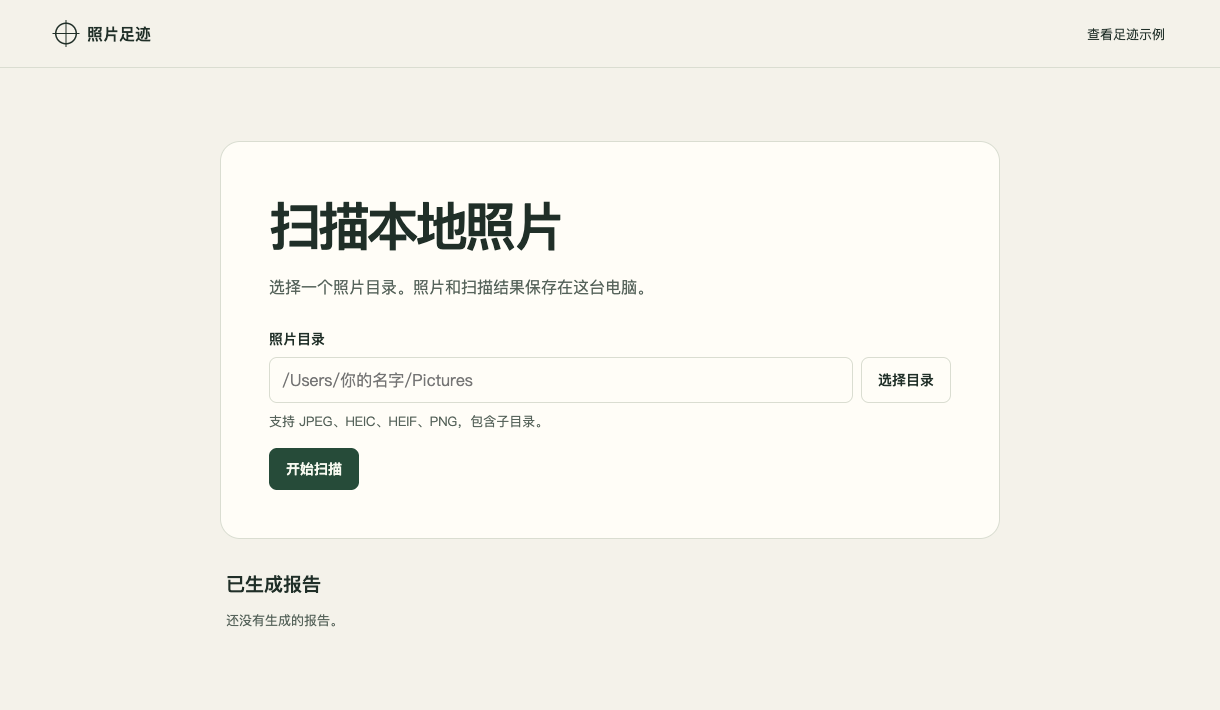 照片足迹
查看足迹示例
扫描本地照片
选择一个照片目录。照片和扫描结果保存在这台电脑。
照片目录
/Users/你的名字/Pictures
选择目录
支持 JPEG、HEIC、HEIF、PNG，包含子目录。
开始扫描
已生成报告
还没有生成的报告。